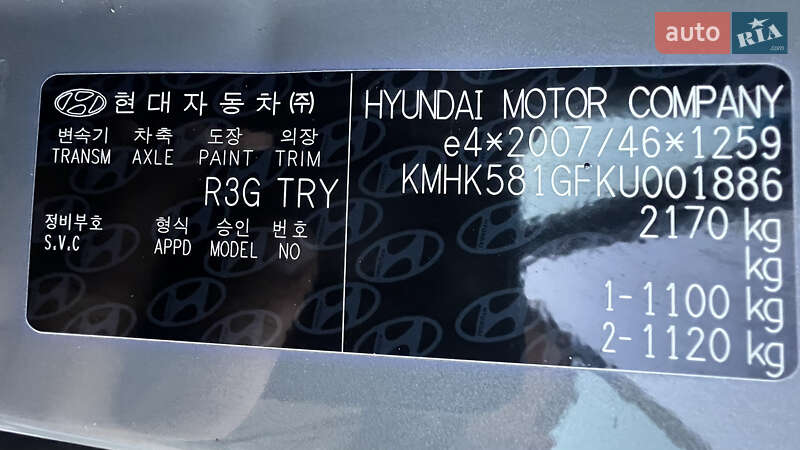 auto RIA.com
현대자동차㈜
변속기 차축 도장 의장
TRANSM AXLE PAINT TRIM
R3G TRY
정비부호 형식 승인 번호
S.V.C APPD MODEL NO
HYUNDAI MOTOR COMPANY
e4*2007/46*1259
KMHK581GFKU001886
2170 kg
kg
1-1100 kg
2-1120 kg